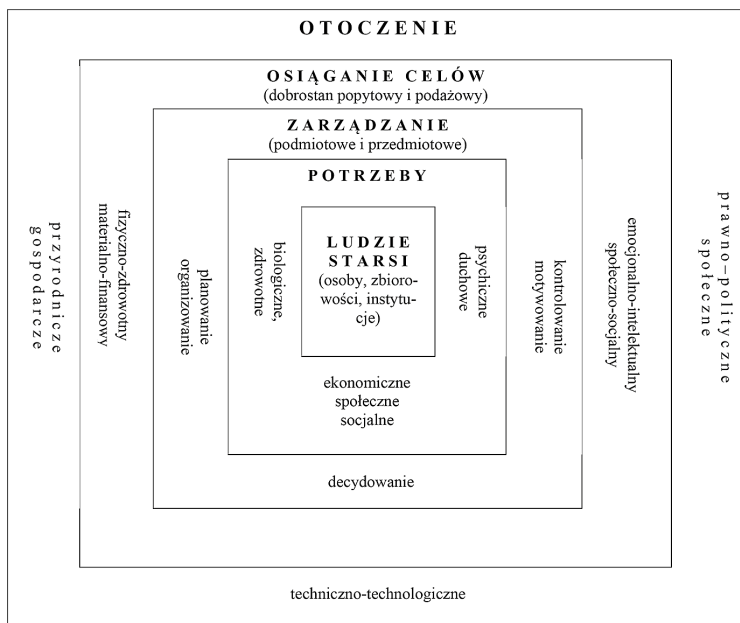 OTOCZENIE
OSIĄGANIE CELÓW
(dobrostan popytowy i podażowy)
ZARZĄDZANIE
(podmiotowe i przedmiotowe)
POTRZEBY
LUDZIE
STARSI
(osoby, zbioro-
wości, instytu-
cje)
przyrodnicze
gospodarcze
fizyczno-zdrowotny
materialno-finansowy
planowanie
organizowanie
biologiczne,
zdrowotne
psychiczne
duchowe
kontrolowanie
motywowanie
emocjonalno-intelektualny
społeczno-socjalny
prawno–polityczne
społeczne
ekonomiczne
społeczne
socjalne
decydowanie
techniczno-technologiczne